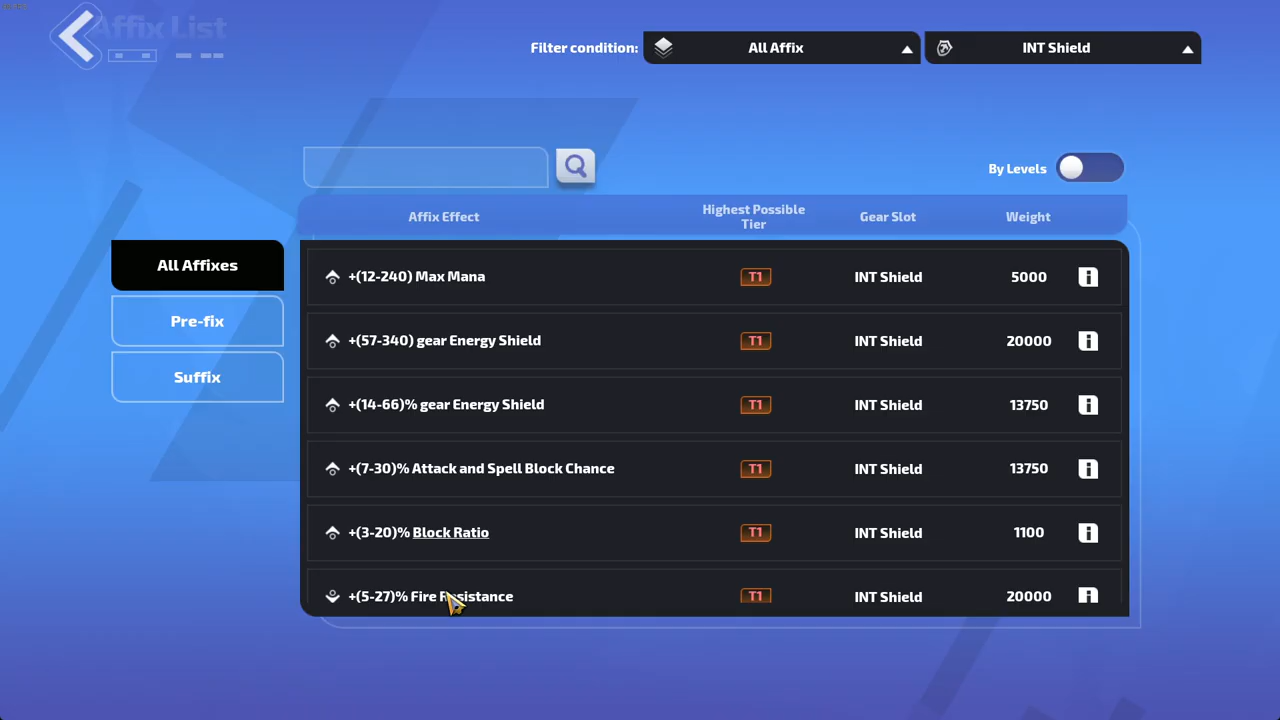 Affix List
Filter condition:
All Affix
INT Shield
By Levels
Affix Effect
Highest Possible
Tier
Gear Slot
Weight
All Affixes
Pre-fix
Suffix
+(12-240) Max Mana T1 INT Shield 5000
+(57-340) gear Energy Shield T1 INT Shield 20000
+(14-66)% gear Energy Shield T1 INT Shield 13750
+(7-30)% Attack and Spell Block Chance T1 INT Shield 13750
+(3-20)% Block Ratio T1 INT Shield 1100
+(5-27)% Fire Resistance T1 INT Shield 20000